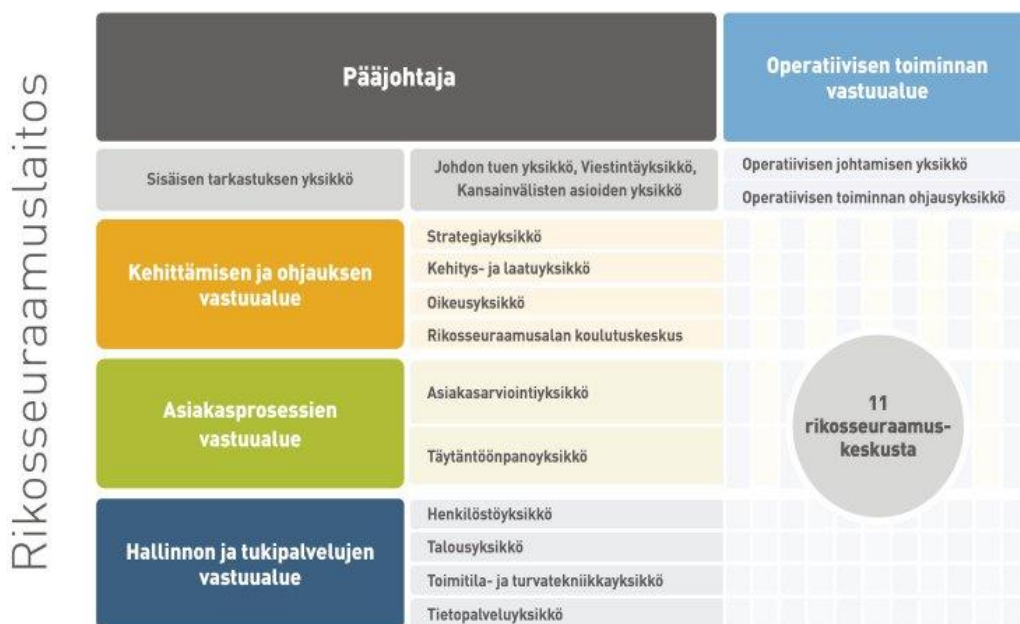 Rikosseuraamuslaitos
Pääjohtaja
Operatiivisen toiminnan
vastuualue
Sisäisen tarkastuksen yksikkö
Johdon tuen yksikkö, Viestintäyksikkö,
Kansainvälisten asioiden yksikkö
Operatiivisen johtamisen yksikkö
Operatiivisen toiminnan ohjausyksikkö
Kehittämisen ja ohjauksen
vastuualue
Strategiayksikkö
Kehitys- ja laatuyksikkö
Oikeusyksikkö
Rikosseuraamusalan koulutuskeskus
Asiakasprosessien
vastuualue
Asiakasarviointiyksikkö
Täytäntöönpanoyksikkö
11
rikosseuraamus-
keskusta
Hallinnon ja tukipalvelujen
vastuualue
Henkilöstöyksikkö
Talousyksikkö
Toimitila- ja turvatekniikkayksikkö
Tietopalveluyksikkö